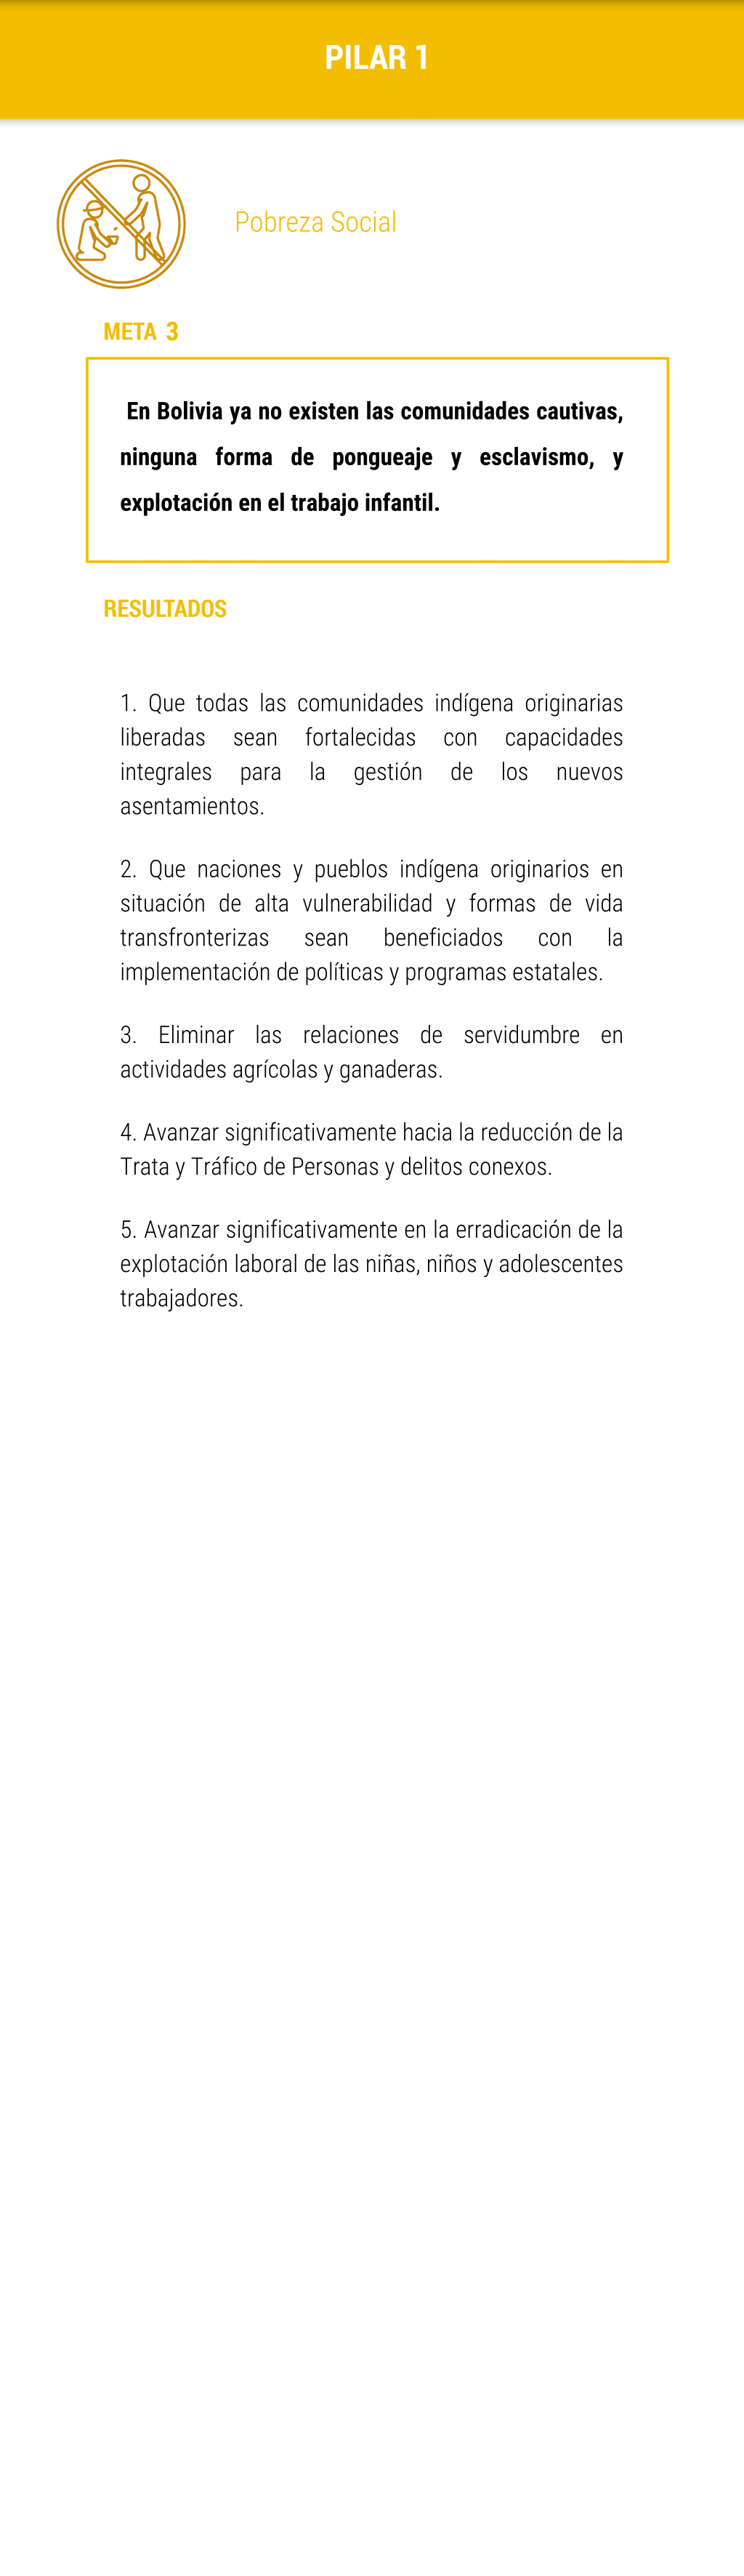 PILAR 1
Pobreza Social
META 3
En Bolivia ya no existen las comunidades cautivas,
ninguna forma de pongueaje y esclavismo, y
explotación en el trabajo infantil.
RESULTADOS
1. Que todas las comunidades indígena originarias
liberadas sean fortalecidas con capacidades
integrales para la gestión de los nuevos
asentamientos.
2. Que naciones y pueblos indígena originarios en
situación de alta vulnerabilidad y formas de vida
transfronterizas sean beneficiados con la
implementación de políticas y programas estatales.
3. Eliminar las relaciones de servidumbre en
actividades agrícolas y ganaderas.
4. Avanzar significativamente hacia la reducción de la
Trata y Tráfico de Personas y delitos conexos.
5. Avanzar significativamente en la erradicación de la
explotación laboral de las niñas, niños y adolescentes
trabajadores.